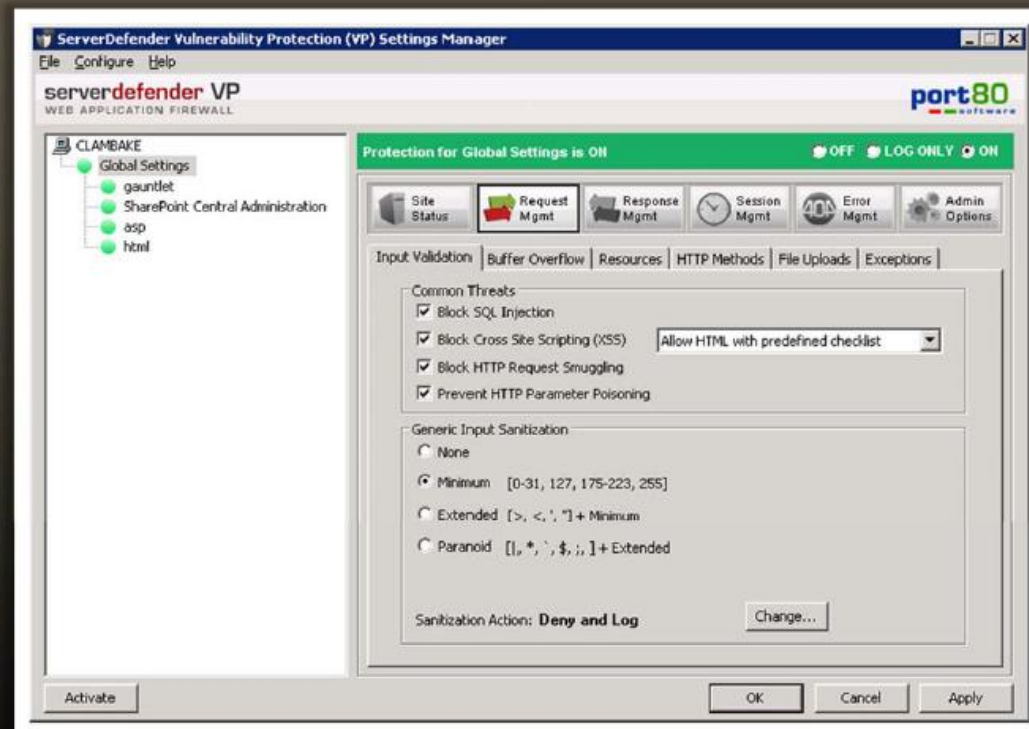 ServerDefender Vulnerability Protection (VP) Settings Manager
File Configure Help
serverdefender VP
WEB APPLICATION FIREWALL
port80
software
CLAMBAKE
Global Settings
gauntlet
SharePoint Central Administration
asp
html
Protection for Global Settings is ON
OFF LOG ONLY ON
Site Status
Request Mgmt
Response Mgmt
Session Mgmt
404 Error Mgmt
Admin Options
Input Validation Buffer Overflow Resources HTTP Methods File Uploads Exceptions
Common Threats
Block SQL Injection
Block Cross Site Scripting (XSS) Allow HTML with predefined checklist
Block HTTP Request Smuggling
Prevent HTTP Parameter Poisoning
Generic Input Sanitization
None
Minimum [0-31, 127, 175-223, 255]
Extended [>, <, ', "] + Minimum
Paranoid [|, *, `, $, ;, ] + Extended
Sanitization Action: Deny and Log Change...
Activate OK Cancel Apply